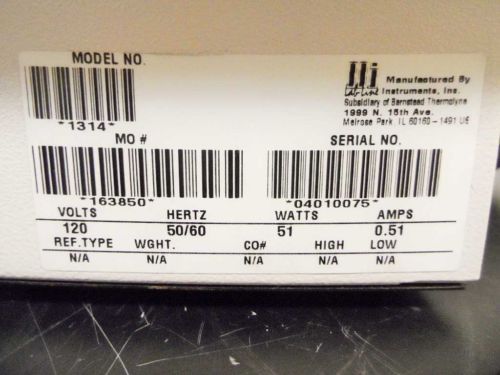 MODEL NO.
*1314*
Lab-Line
Manufactured By
Instruments, Inc.
Subsidiary of Barnstead Thermolyne
1999 N. 15th Ave.
Melrose Park, IL 60160-1491 US
MO #
*163850*
SERIAL NO.
*04010075*
VOLTS HERTZ WATTS AMPS
120 50/60 51 0.51
REF.TYPE WGHT. CO# HIGH LOW
N/A N/A N/A N/A N/A